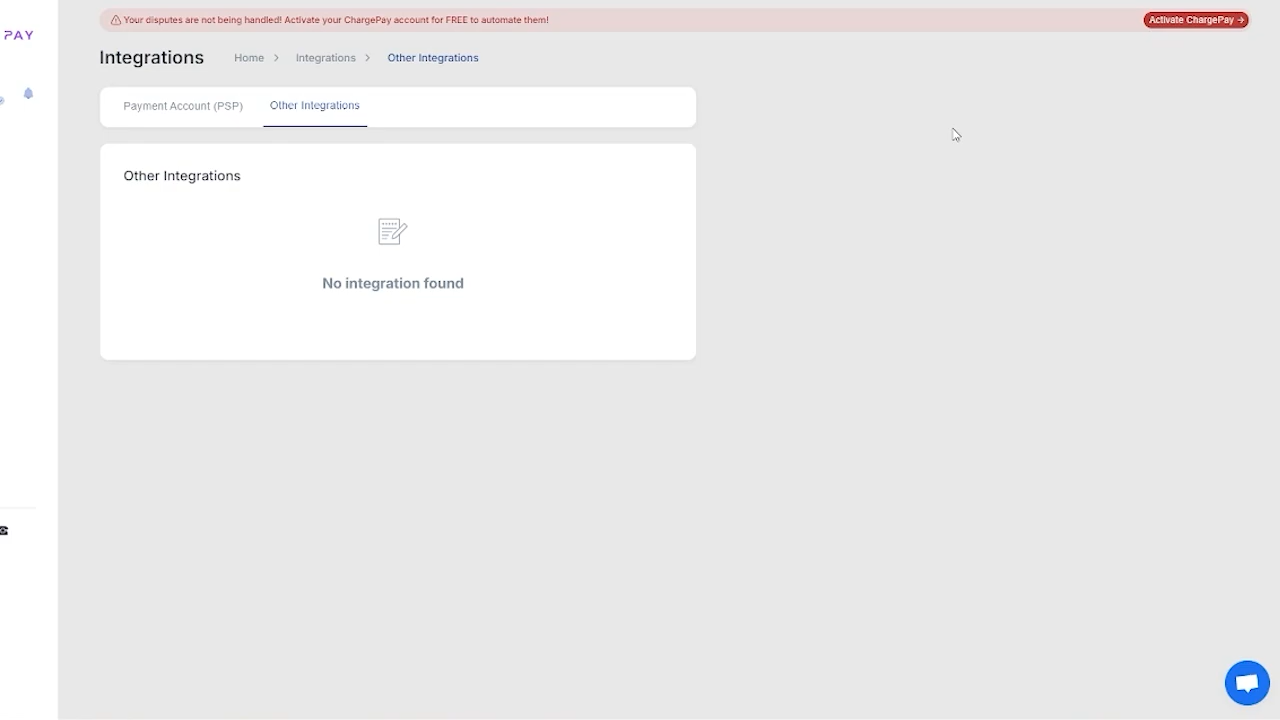 Your disputes are not being handled! Activate your ChargePay account for FREE to automate them!
Activate ChargePay →
PAY
Integrations
Home > Integrations > Other Integrations
Payment Account (PSP)
Other Integrations
Other Integrations
No integration found